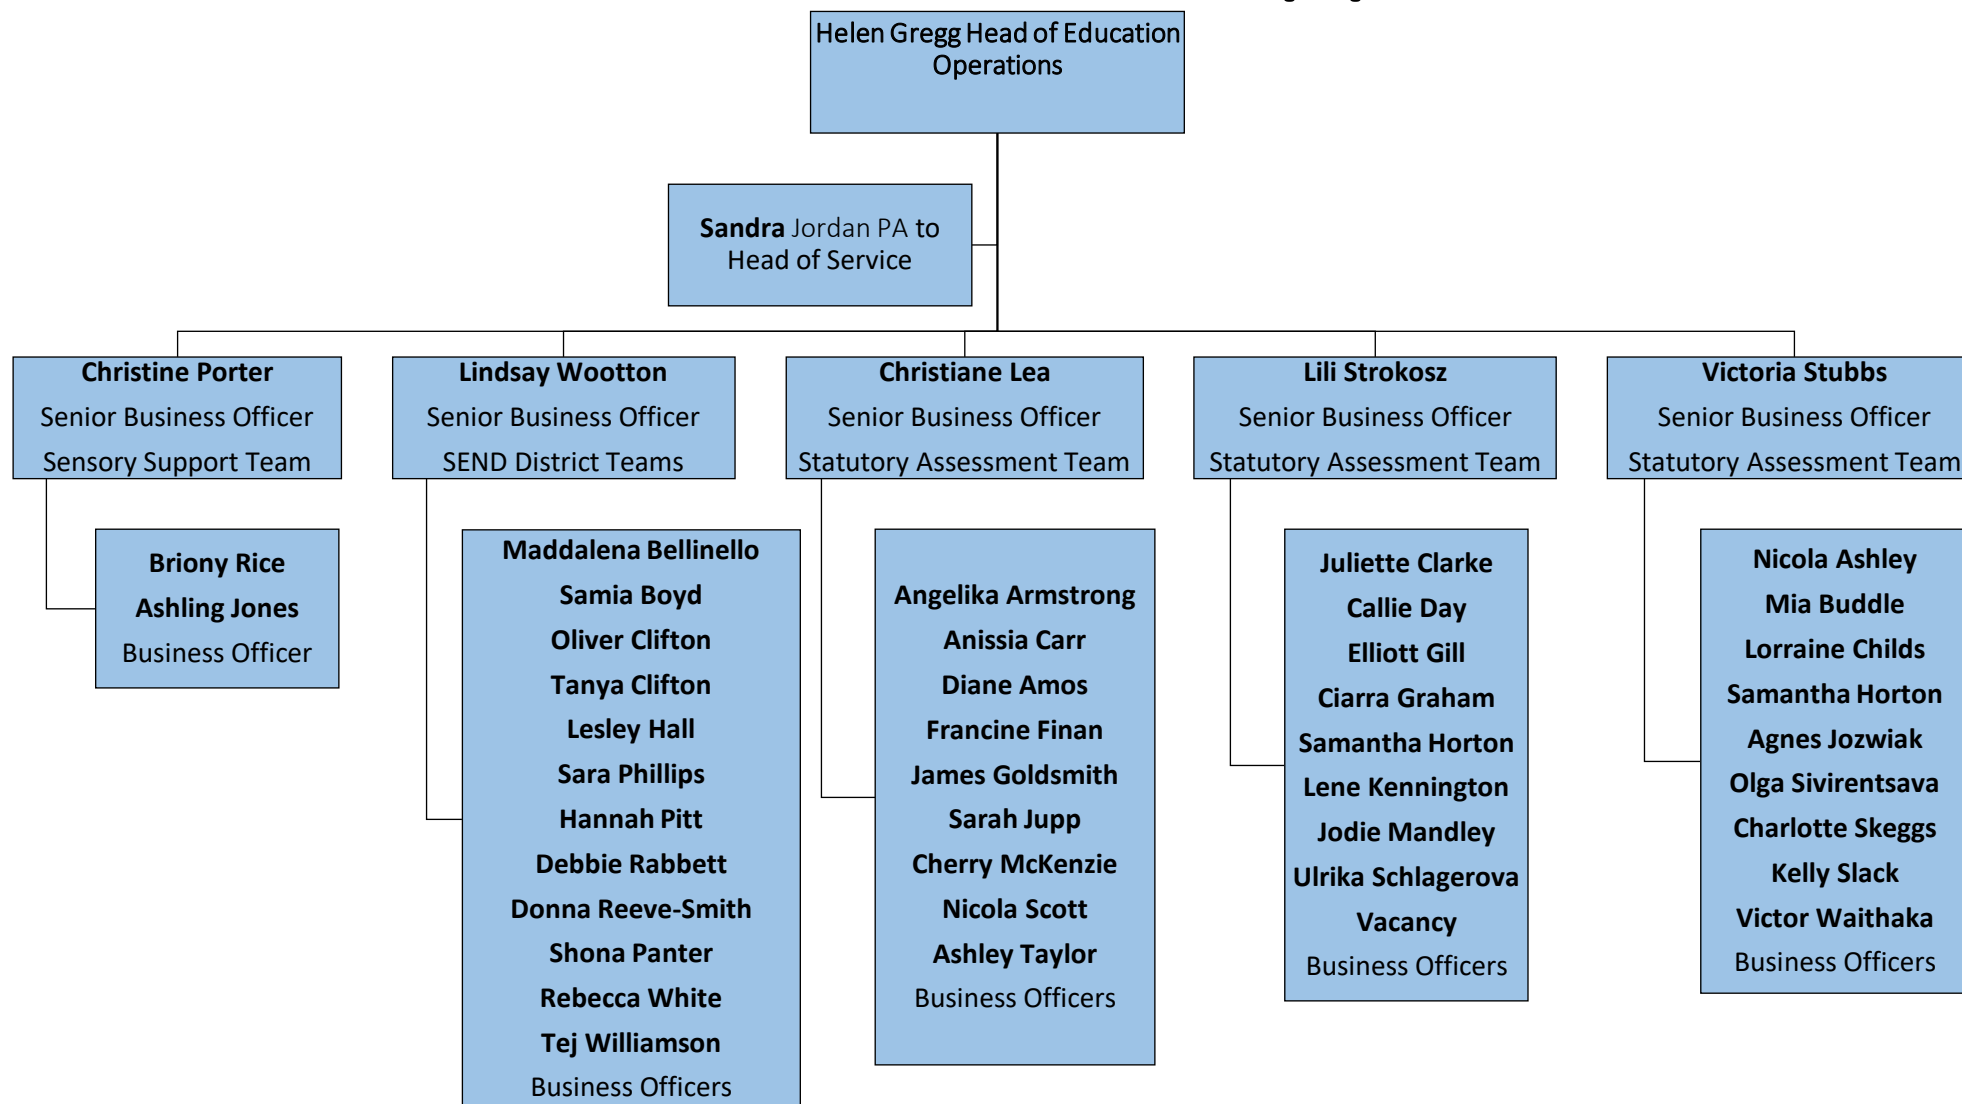 Helen Gregg Head of Education
Operations
Sandra Jordan PA to
Head of Service
Christine Porter
Senior Business Officer
Sensory Support Team
Lindsay Wootton
Senior Business Officer
SEND District Teams
Christiane Lea
Senior Business Officer
Statutory Assessment Team
Lili Strokosz
Senior Business Officer
Statutory Assessment Team
Victoria Stubbs
Senior Business Officer
Statutory Assessment Team
Briony Rice
Ashling Jones
Business Officer
Maddalena Bellinello
Samia Boyd
Oliver Clifton
Tanya Clifton
Lesley Hall
Sara Phillips
Hannah Pitt
Debbie Rabbett
Donna Reeve-Smith
Shona Panter
Rebecca White
Tej Williamson
Business Officers
Angelika Armstrong
Anissia Carr
Diane Amos
Francine Finan
James Goldsmith
Sarah Jupp
Cherry McKenzie
Nicola Scott
Ashley Taylor
Business Officers
Juliette Clarke
Callie Day
Elliott Gill
Ciarra Graham
Samantha Horton
Lene Kennington
Jodie Mandley
Ulrika Schlagerova
Vacancy
Business Officers
Nicola Ashley
Mia Buddle
Lorraine Childs
Samantha Horton
Agnes Jozwiak
Olga Sivirentsava
Charlotte Skeggs
Kelly Slack
Victor Waithaka
Business Officers